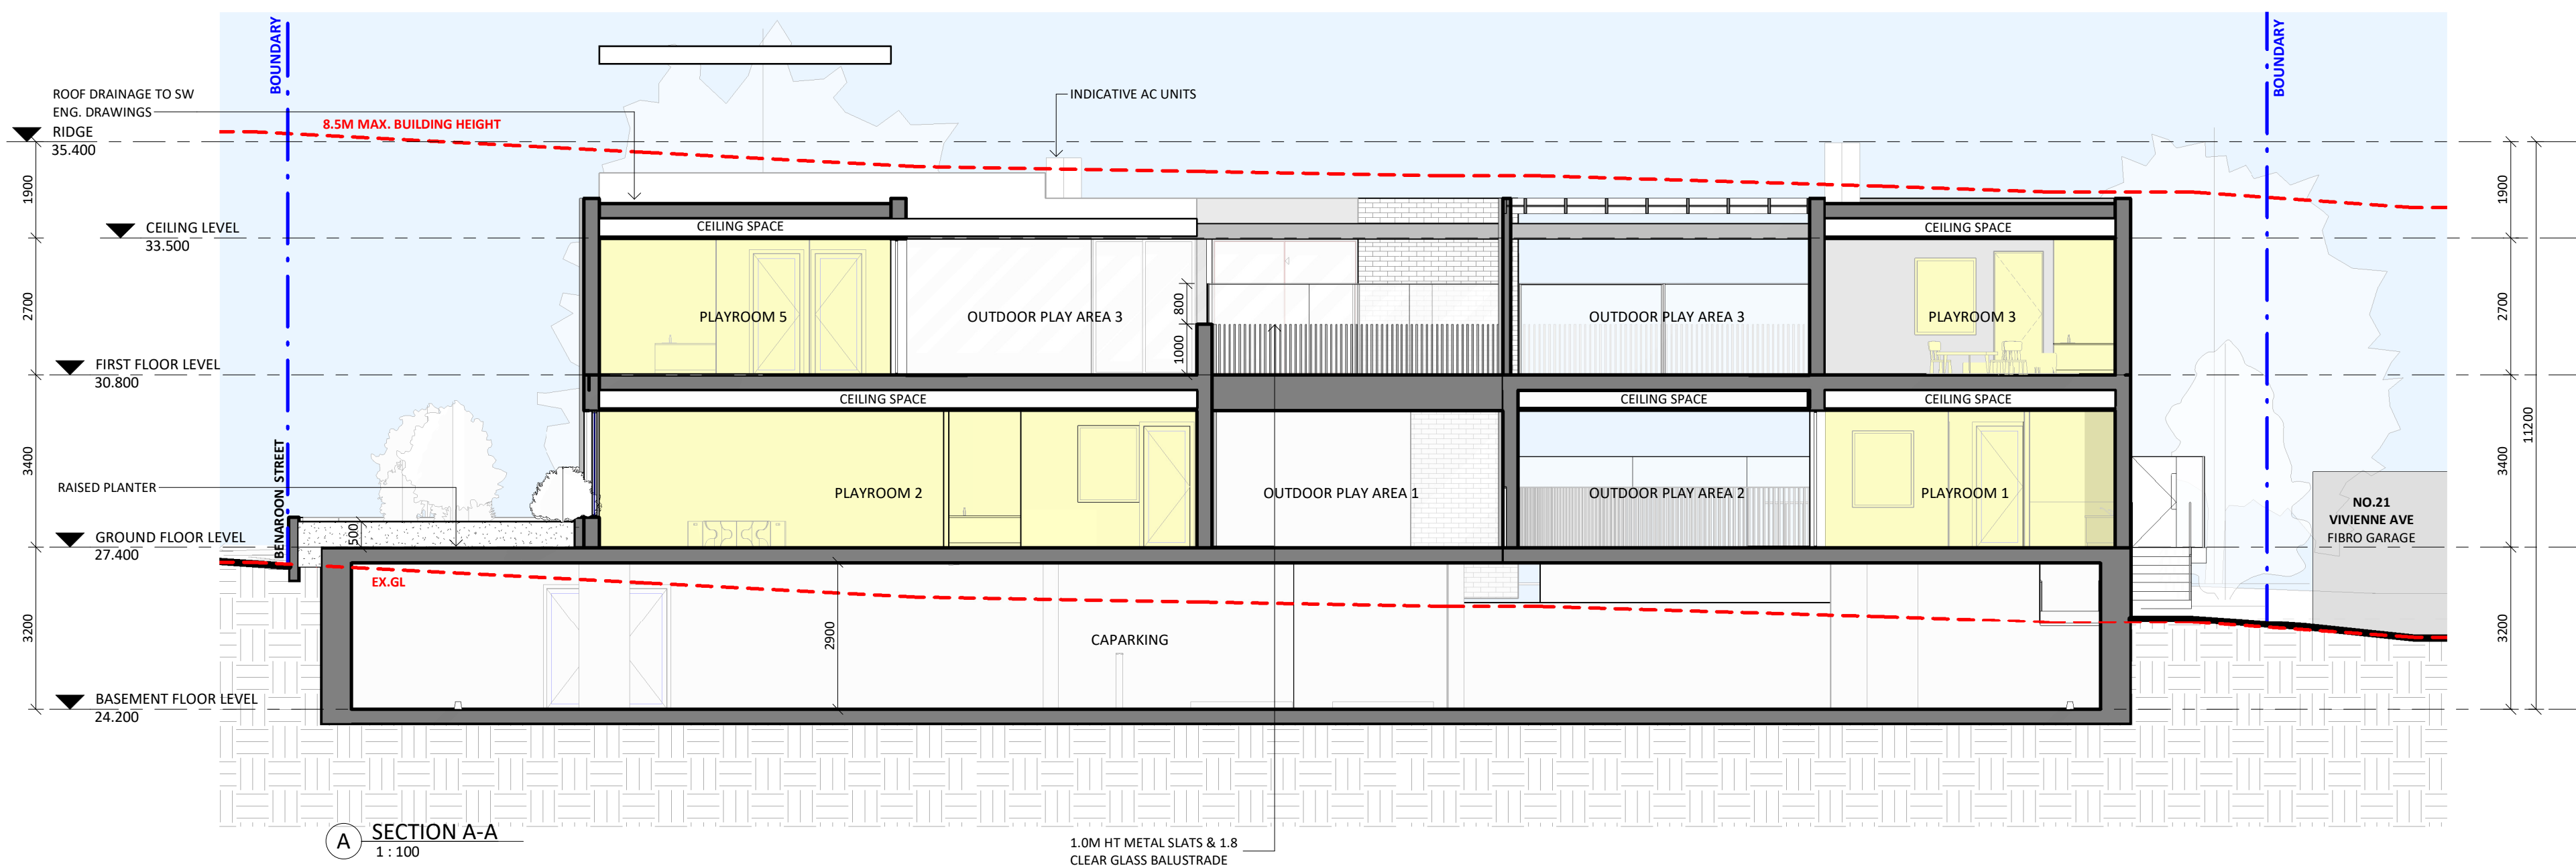 BOUNDARY
BOUNDARY
ROOF DRAINAGE TO SW
ENG. DRAWINGS
INDICATIVE AC UNITS
8.5M MAX. BUILDING HEIGHT
RIDGE
35.400
1900
1900
CEILING LEVEL
33.500
CEILING SPACE
CEILING SPACE
2700
PLAYROOM 5
OUTDOOR PLAY AREA 3
800
1000
OUTDOOR PLAY AREA 3
PLAYROOM 3
2700
FIRST FLOOR LEVEL
30.800
CEILING SPACE
CEILING SPACE
CEILING SPACE
11200
3400
3400
BENAROON STREET
RAISED PLANTER
PLAYROOM 2
OUTDOOR PLAY AREA 1
OUTDOOR PLAY AREA 2
PLAYROOM 1
NO.21
VIVIENNE AVE
FIBRO GARAGE
500
GROUND FLOOR LEVEL
27.400
EX.GL
3200
2900
CAPARKING
3200
BASEMENT FLOOR LEVEL
24.200
A
SECTION A-A
1 : 100
1.0M HT METAL SLATS & 1.8
CLEAR GLASS BALUSTRADE